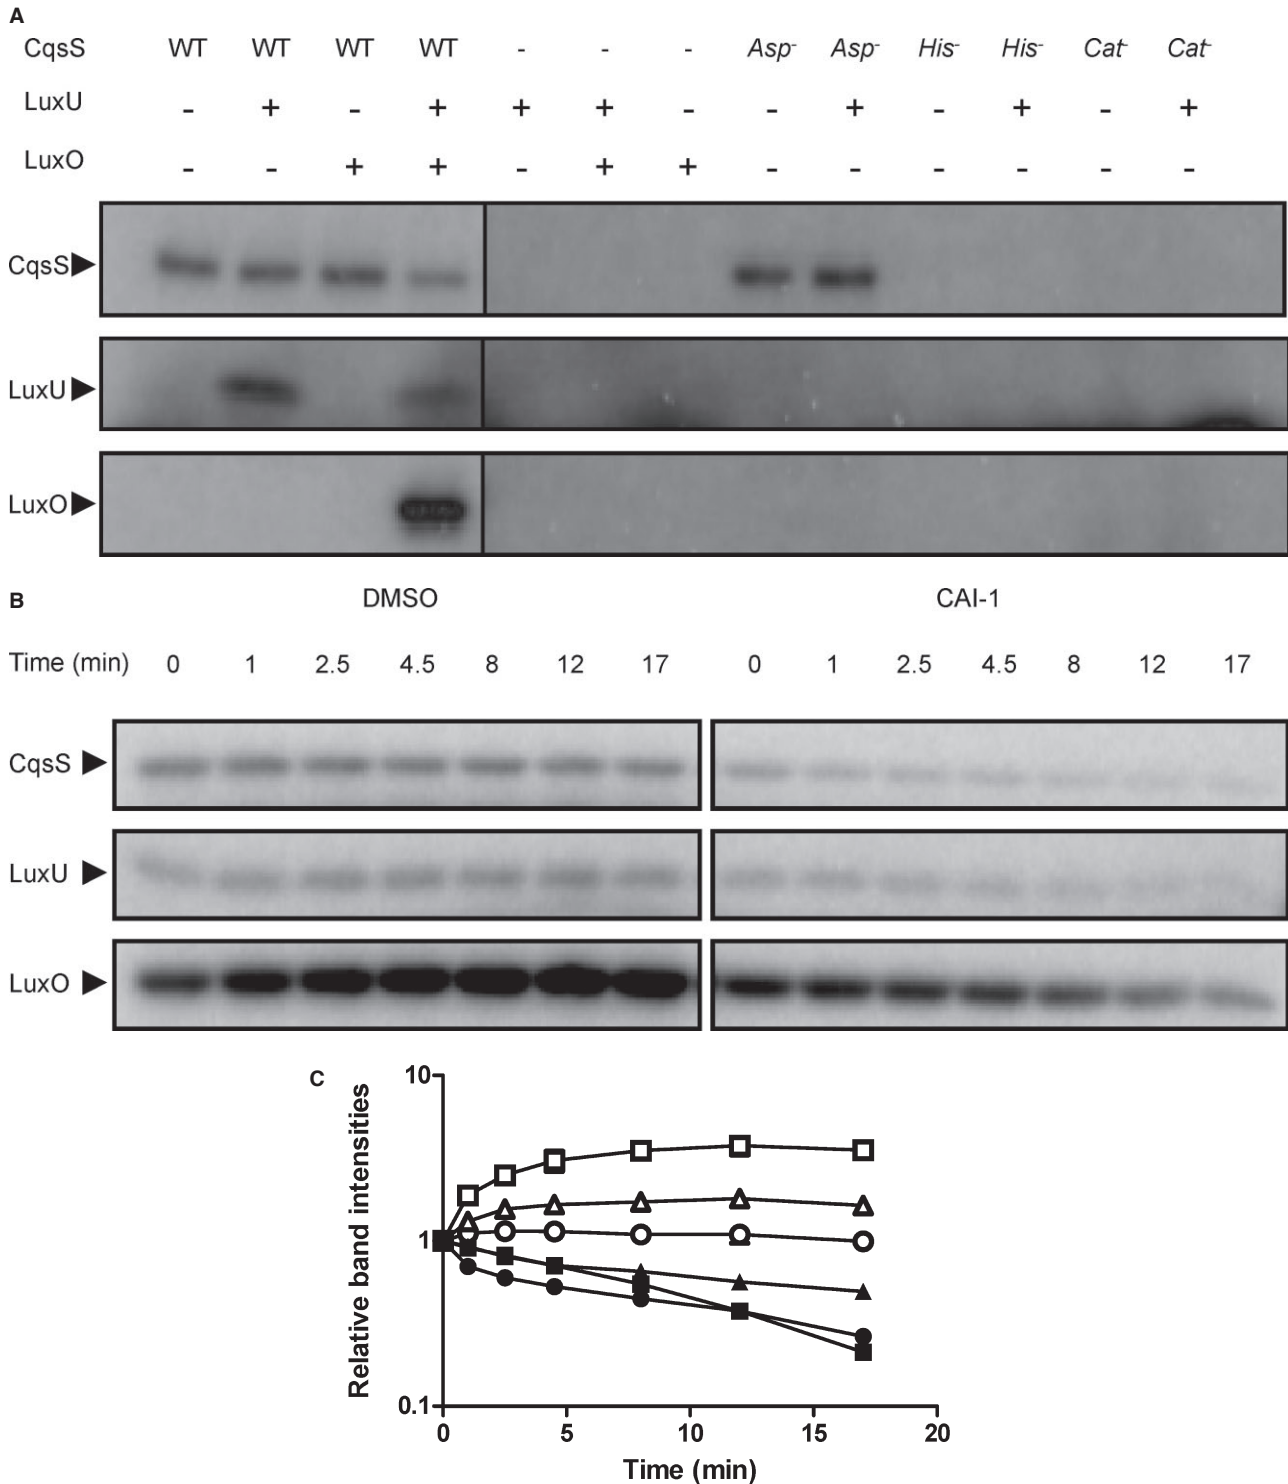 A
CqsS WT WT WT WT - - - Asp- Asp- His- His- Cat- Cat-
LuxU - + - + + + - - + - + - +
LuxO - - + + - + + - - - - - -
CqsS
LuxU
LuxO
B DMSO CAI-1
Time (min) 0 1 2.5 4.5 8 12 17 0 1 2.5 4.5 8 12 17
CqsS
LuxU
LuxO
C
Relative band intensities
10
1
0.1
0 5 10 15 20
Time (min)